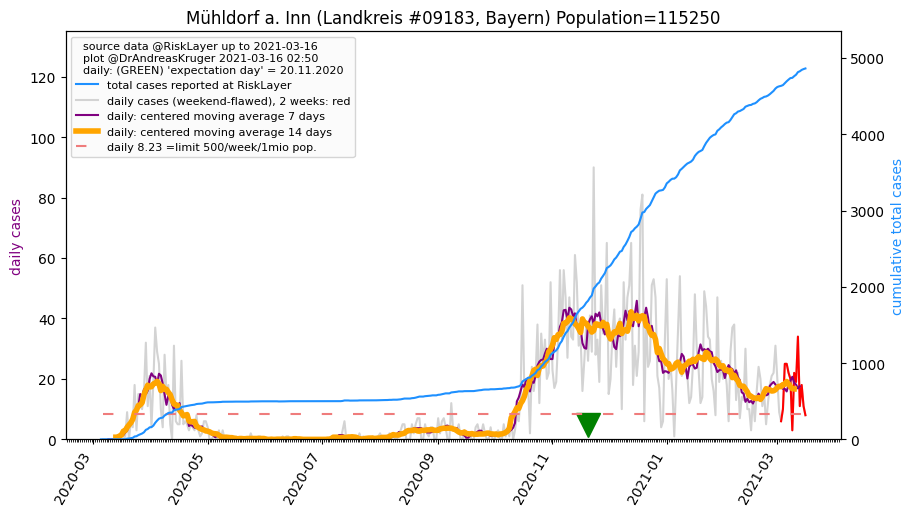 Mühldorf a. Inn (Landkreis #09183, Bayern) Population=115250
source data @RiskLayer up to 2021-03-16
plot @DrAndreasKruger 2021-03-16 02:50
daily: (GREEN) 'expectation day' = 20.11.2020
total cases reported at RiskLayer
daily cases (weekend-flawed), 2 weeks: red
daily: centered moving average 7 days
daily: centered moving average 14 days
daily 8.23 =limit 500/week/1mio pop.
daily cases
120
100
80
60
40
20
0
cumulative total cases
5000
4000
3000
2000
1000
0
2020-03
2020-05
2020-07
2020-09
2020-11
2021-01
2021-03